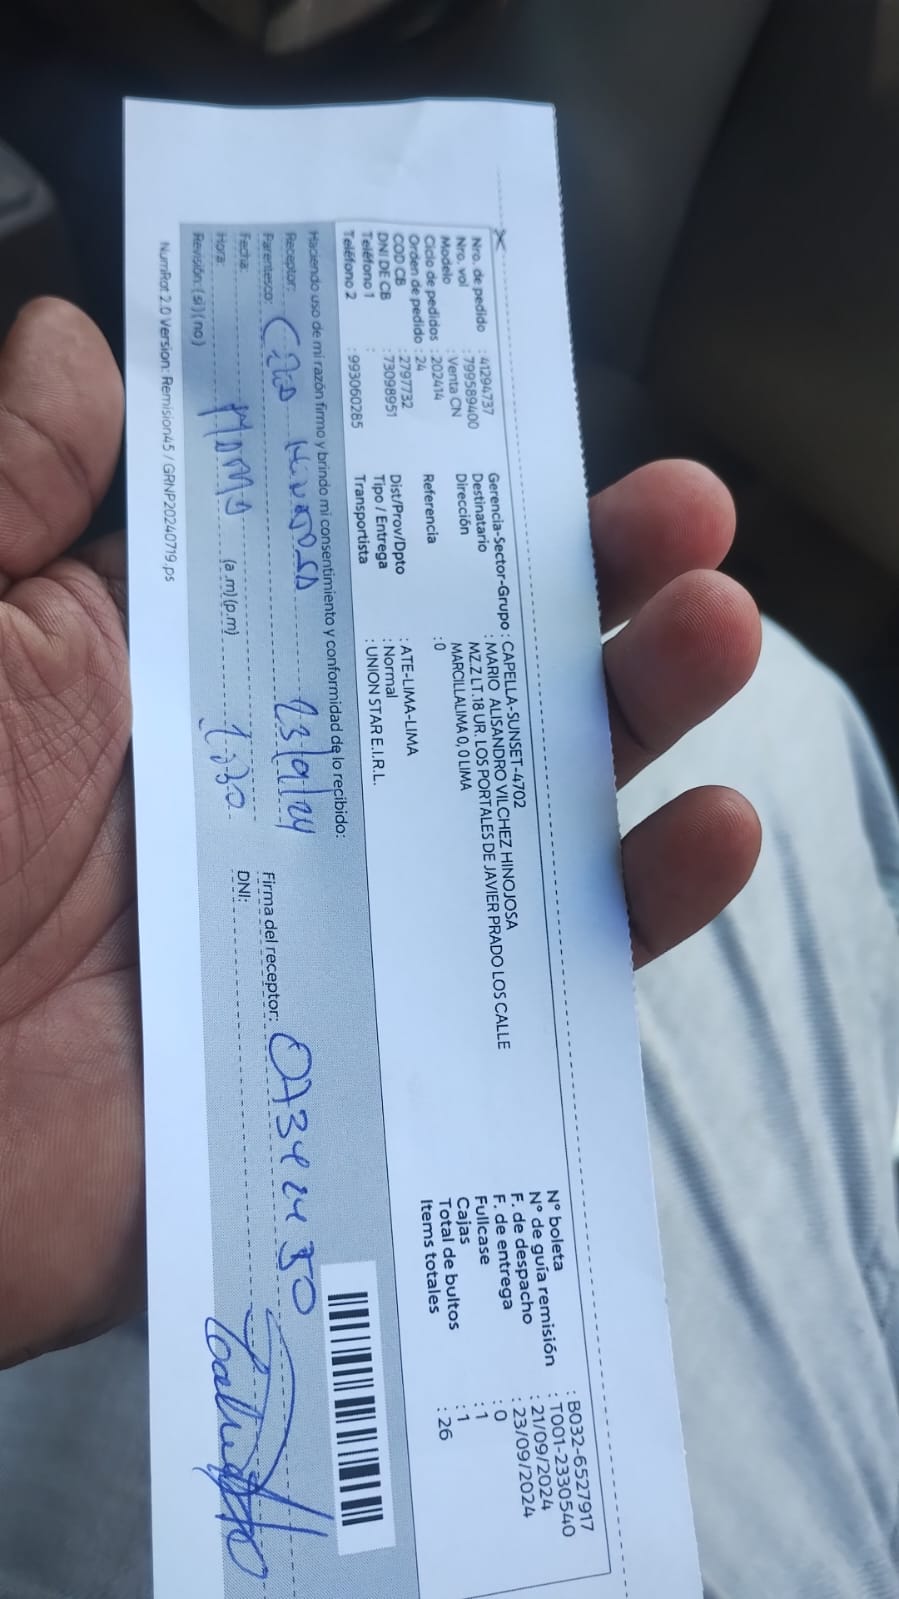 Nro. de pedido : 41294737
Nro. vol : 799589400
Modelo : Venta CN
Ciclo de pedidos : 202414
Orden de pedido : 24
COD CB : 2797732
DNI DE CB : 73098951
Teléfono 1 :
Teléfono 2 : 993060285
Gerencia-Sector-Grupo : CAPELLA-SUNSET-4702
Destinatario : MARIO ALISANDRO VILCHEZ HINOJOSA
Dirección MZ.Z LT.18 UR. LOS PORTALES DE JAVIER PRADO LOS CALLE
MARCILLALIMA 0, 0 LIMA
Referencia : 0
Dist/Prov/Dpto : ATE-LIMA-LIMA
Tipo / Entrega : Normal
Transportista : UNION STAR E.I.R.L.
N° boleta : B032-6527917
N° de guía remisión : T001-2330540
F. de despacho : 21/09/2024
F. de entrega : 23/09/2024
Fullcase : 0
Cajas : 1
Total de bultos : 1
Items totales : 26
Haciendo uso de mi razón firmo y brindo mi consentimiento y conformidad de lo recibido:
Receptor:
Parentesco:
Fecha: 23/9/24
Hora: (a.m)(p.m)
Revisión: (si)(no)
Firma del receptor:
DNI:
NumRot 2.0 Version: Remision45 / GRNP20240719.ps